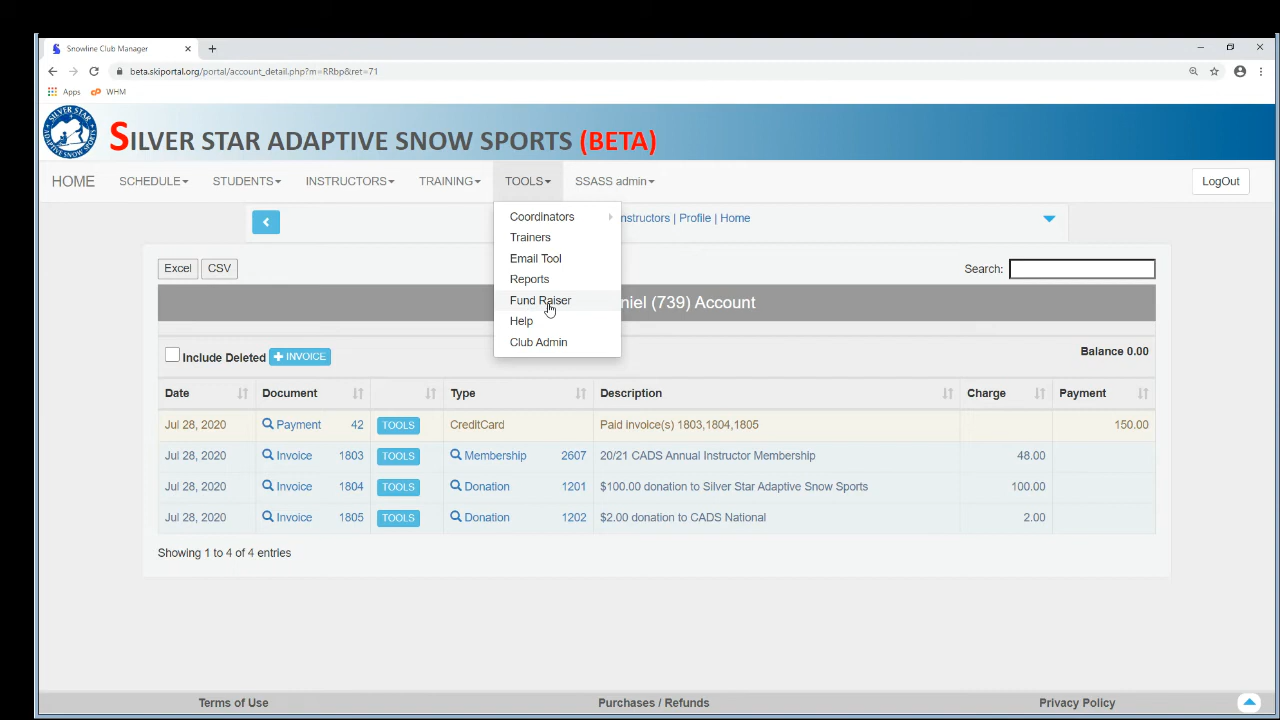 Snowline Club Manager
beta.skiportal.org/portal/account_detail.php?m=RRbp&ret=71
Apps WHM
SILVER STAR ADAPTIVE SNOW SPORTS (BETA)
HOME SCHEDULE STUDENTS INSTRUCTORS TRAINING TOOLS SSASS admin LogOut
Coordinators
Trainers
Email Tool
Reports
Fund Raiser
Help
Club Admin
nstructors | Profile | Home
Excel CSV Search:
niel (739) Account
Include Deleted + INVOICE Balance 0.00
Date Document Type Description Charge Payment
Jul 28, 2020 Payment 42 TOOLS CreditCard Paid invoice(s) 1803,1804,1805 150.00
Jul 28, 2020 Invoice 1803 TOOLS Membership 2607 20/21 CADS Annual Instructor Membership 48.00
Jul 28, 2020 Invoice 1804 TOOLS Donation 1201 $100.00 donation to Silver Star Adaptive Snow Sports 100.00
Jul 28, 2020 Invoice 1805 TOOLS Donation 1202 $2.00 donation to CADS National 2.00
Showing 1 to 4 of 4 entries
Terms of Use Purchases / Refunds Privacy Policy